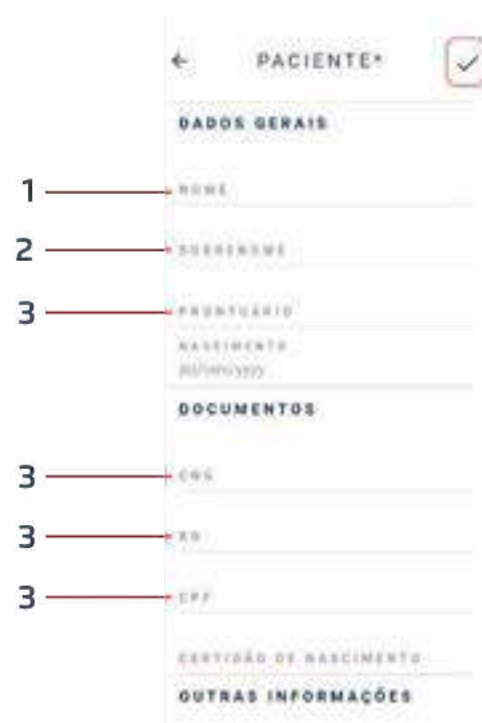 ← PACIENTE*
DADOS GERAIS
1 NOME
2 SOBRENOME
3 PRONTUÁRIO
NASCIMENTO
dd/mm/yyyy
DOCUMENTOS
3 CNS
3 RG
3 CPF
CERTIDÃO DE NASCIMENTO
OUTRAS INFORMAÇÕES